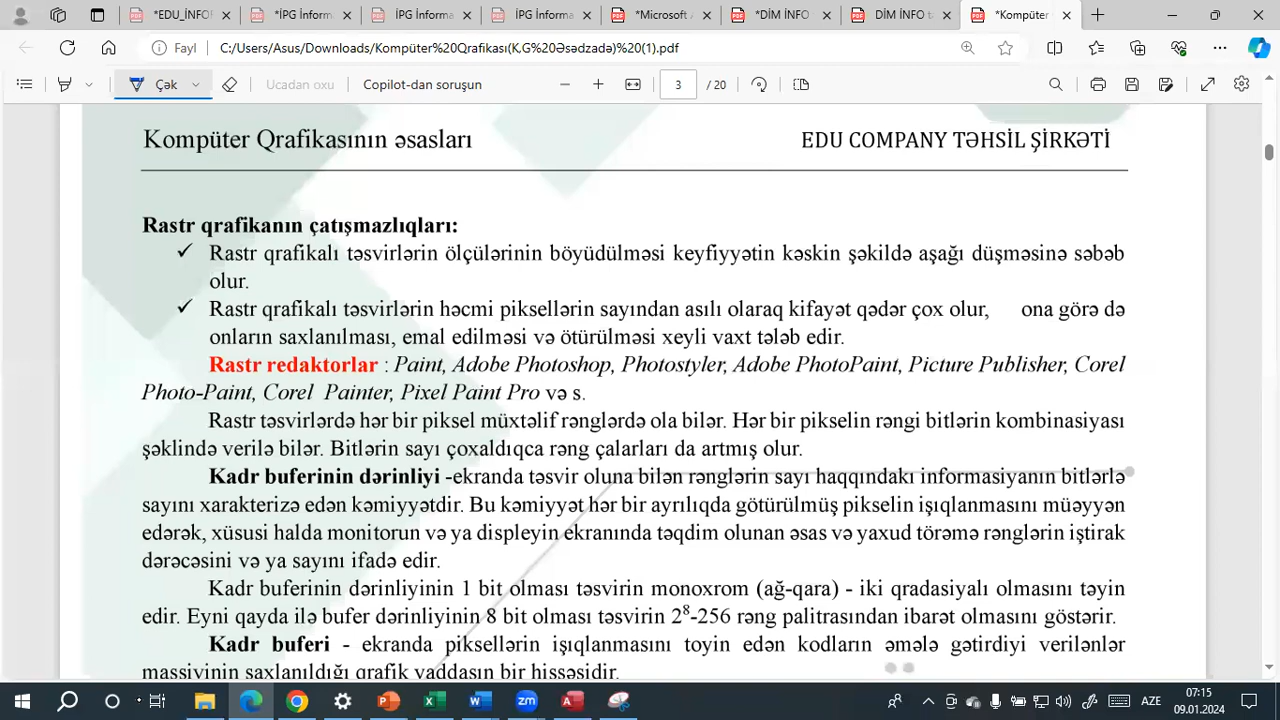 *EDU_İNFO
*İPG İnforma
İPG İnforma
İPG İnforma
*Microsoft A
*DİM İNFO
DİM İNFO t
*Kompüter
Fayl
C:/Users/Asus/Downloads/Kompüter%20Qrafikası(K,G%20Əsədzadə)%20(1).pdf
Çək
Ucadan oxu
Copilot-dan soruşun
3 / 20
Kompüter Qrafikasının əsasları EDU COMPANY TƏHSİL ŞİRKƏTİ
Rastr qrafikanın çatışmazlıqları:
✓ Rastr qrafikalı təsvirlərin ölçülərinin böyüdülməsi keyfiyyətin kəskin şəkildə aşağı düşməsinə səbəb
olur.
✓ Rastr qrafikalı təsvirlərin həcmi piksellərin sayından asılı olaraq kifayət qədər çox olur, ona görə də
onların saxlanılması, emal edilməsi və ötürülməsi xeyli vaxt tələb edir.
Rastr redaktorlar : Paint, Adobe Photoshop, Photostyler, Adobe PhotoPaint, Picture Publisher, Corel
Photo-Paint, Corel Painter, Pixel Paint Pro və s.
Rastr təsvirlərdə hər bir piksel müxtəlif rənglərdə ola bilər. Hər bir pikselin rəngi bitlərin kombinasiyası
şəklində verilə bilər. Bitlərin sayı çoxaldıqca rəng çalarları da artmış olur.
Kadr buferinin dərinliyi -ekranda təsvir oluna bilən rənglərin sayı haqqındakı informasiyanın bitlərlə
sayını xarakterizə edən kəmiyyətdir. Bu kəmiyyət hər bir ayrılıqda götürülmüş pikselin işıqlanmasını müəyyən
edərək, xüsusi halda monitorun və ya displeyin ekranında təqdim olunan əsas və yaxud törəmə rənglərin iştirak
dərəcəsini və ya sayını ifadə edir.
Kadr buferinin dərinliyinin 1 bit olması təsvirin monoxrom (ağ-qara) - iki qradasiyalı olmasını təyin
edir. Eyni qayda ilə bufer dərinliyinin 8 bit olması təsvirin 2⁸-256 rəng palitrasından ibarət olmasını göstərir.
Kadr buferi - ekranda piksellərin işıqlanmasını toyin edən kodların əmələ gətirdiyi verilənlər
massivinin saxlanıldığı qrafik yaddaşın bir hissəsidir.
AZE
07:15
09.01.2024